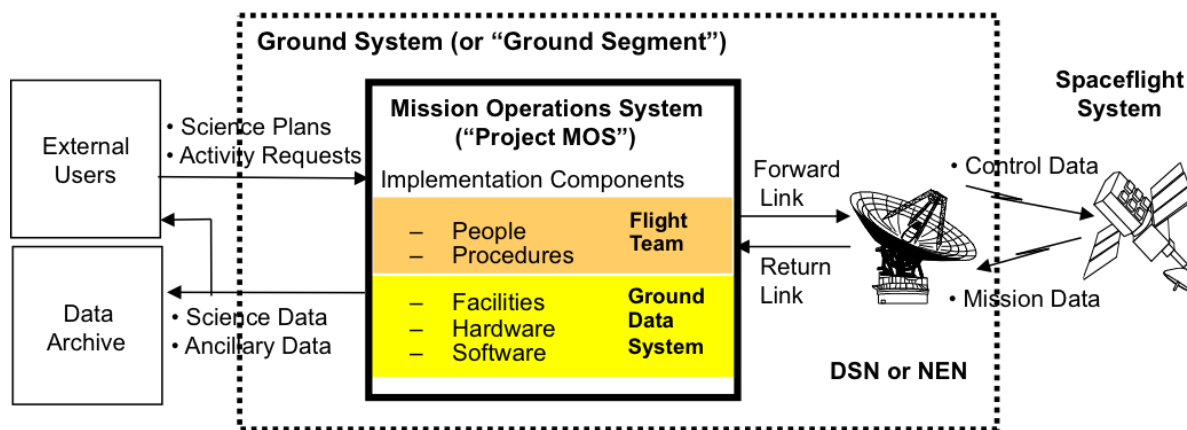 Ground System (or “Ground Segment”)
External
Users
Data
Archive
• Science Plans
• Activity Requests
• Science Data
• Ancillary Data
Mission Operations System
(“Project MOS”)
Implementation Components
– People
– Procedures
Flight
Team
– Facilities
– Hardware
– Software
Ground
Data
System
Forward
Link
Return
Link
DSN or NEN
Spaceflight
System
• Control Data
• Mission Data